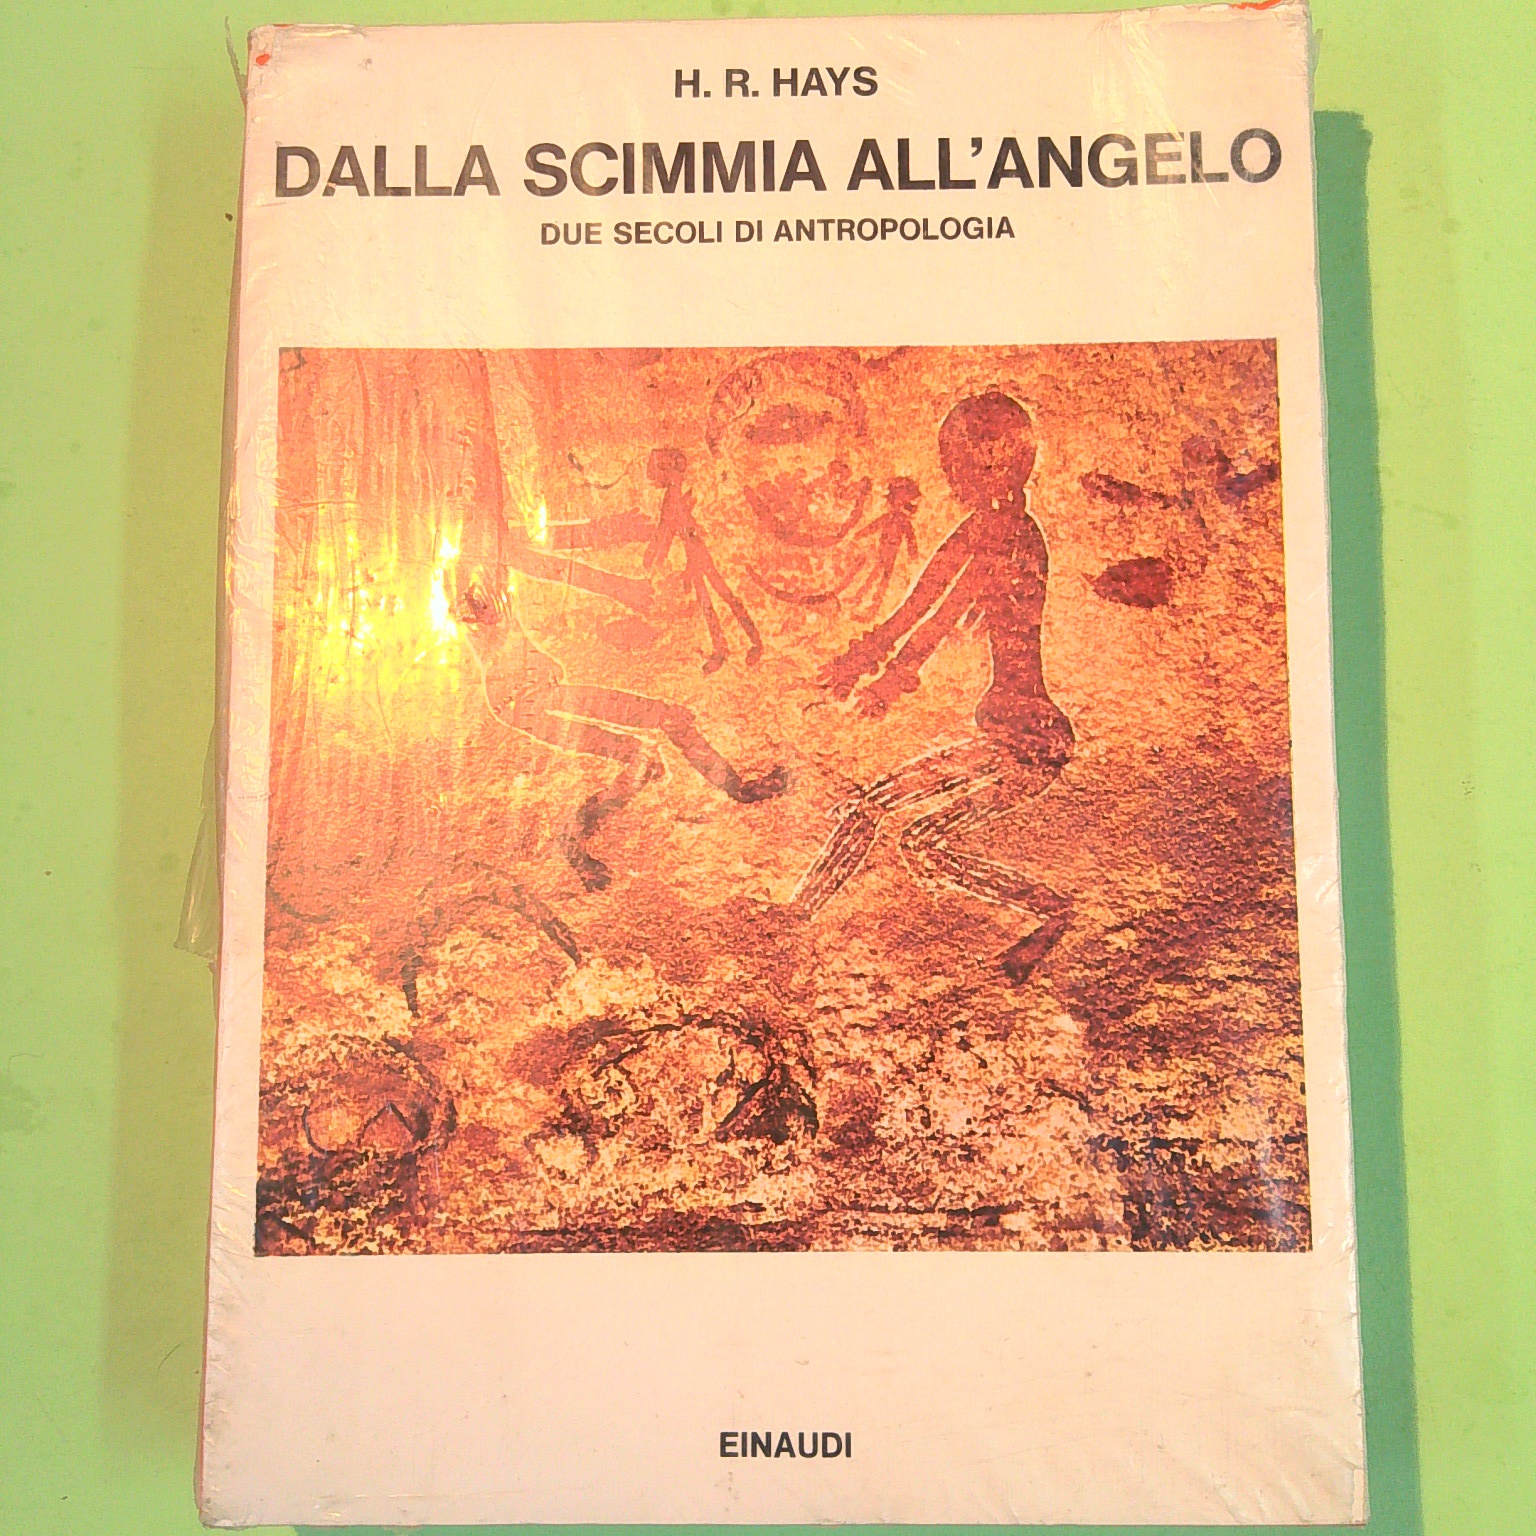 H. R. HAYS
DALLA SCIMMIA ALL'ANGELO
DUE SECOLI DI ANTROPOLOGIA
EINAUDI